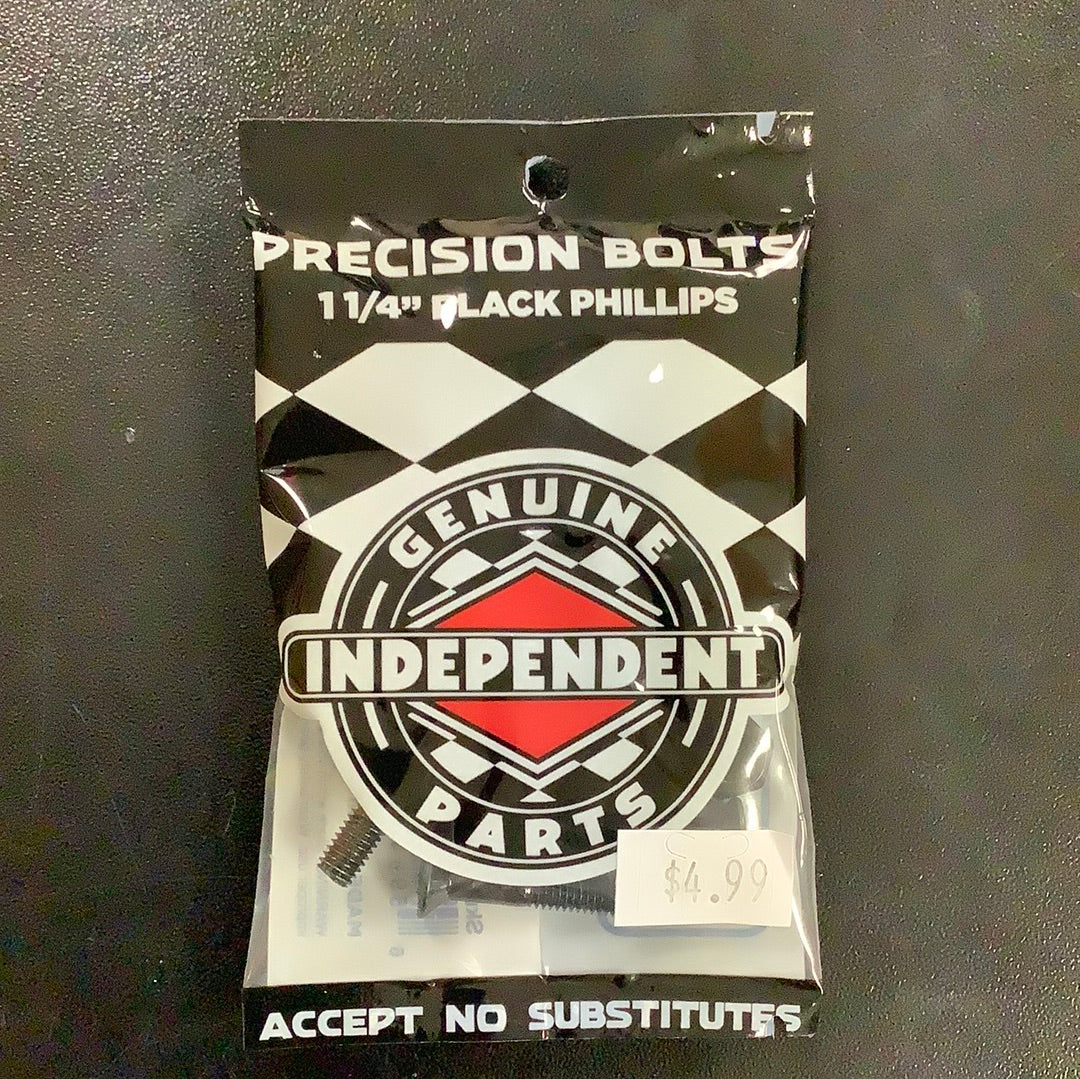 PRECISION BOLTS
1 1/4" BLACK PHILLIPS
GENUINE
INDEPENDENT
PARTS
$4.99
ACCEPT NO SUBSTITUTES